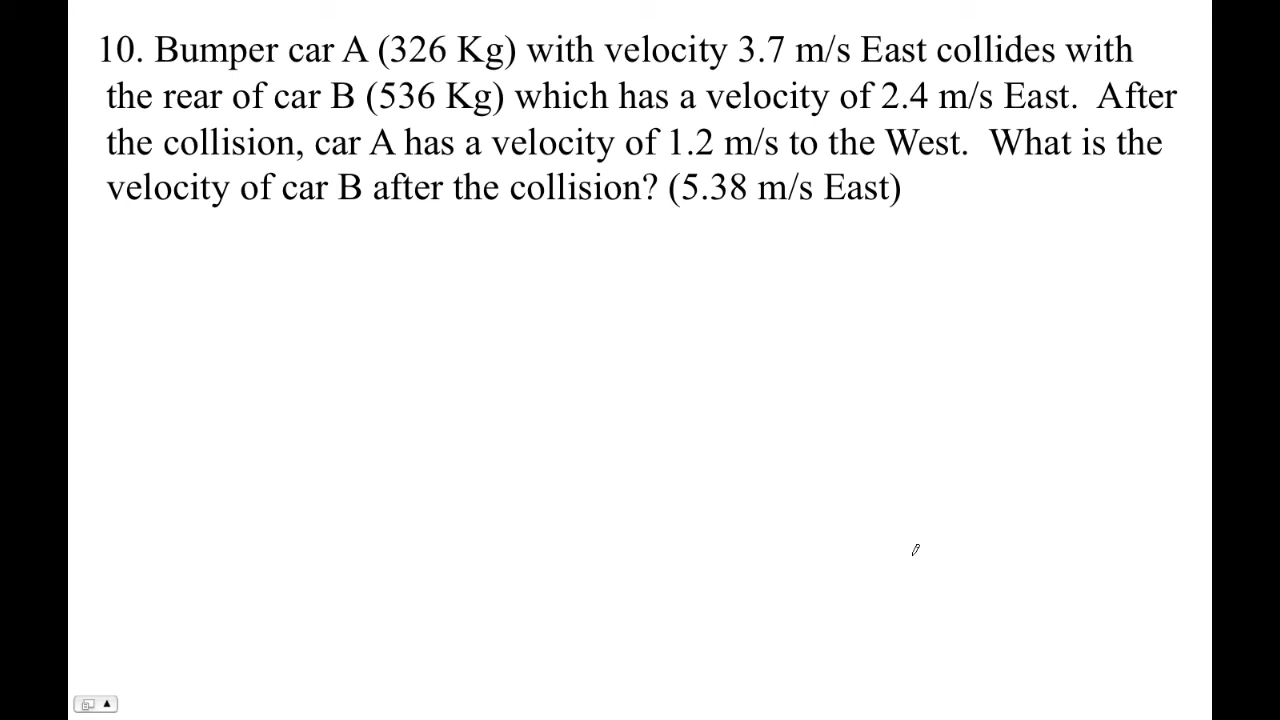 10. Bumper car A (326 Kg) with velocity 3.7 m/s East collides with
the rear of car B (536 Kg) which has a velocity of 2.4 m/s East.  After
the collision, car A has a velocity of 1.2 m/s to the West.  What is the
velocity of car B after the collision? (5.38 m/s East)